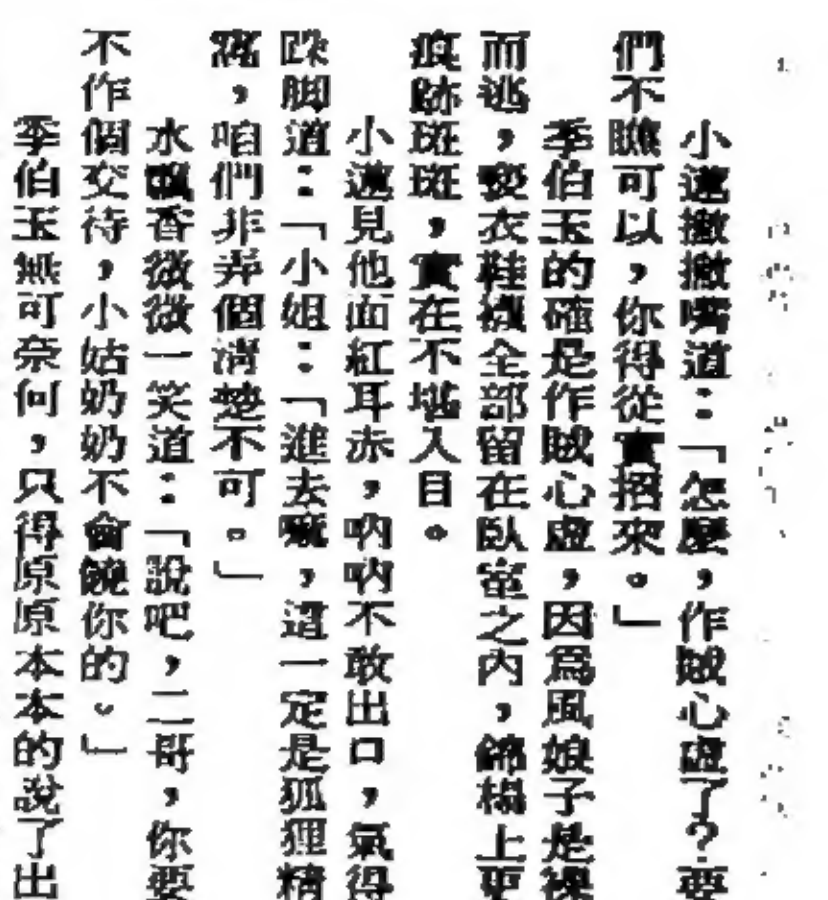 小蓮撇撇嘴道:「怎麼,作賊心虛了?要
們不瞧可以,你得從實招來。」
季伯玉的確是作賊心虛,因為風娘子是裸
而逃,褻衣鞋襪全部留在臥室之內,錦榻上更
痕跡斑斑,實在不堪入目。
小蓮見他面紅耳赤,吶吶不敢出口,氣得
跺脚道:「小姐:「進去嘛,這一定是狐狸精
窩,咱們非弄個清楚不可。」
水飄香微微一笑道:「說吧,二哥,你要
不作個交待,小姑奶奶不會饒你的。」
季伯玉無可奈何,只得原原本本的說了出